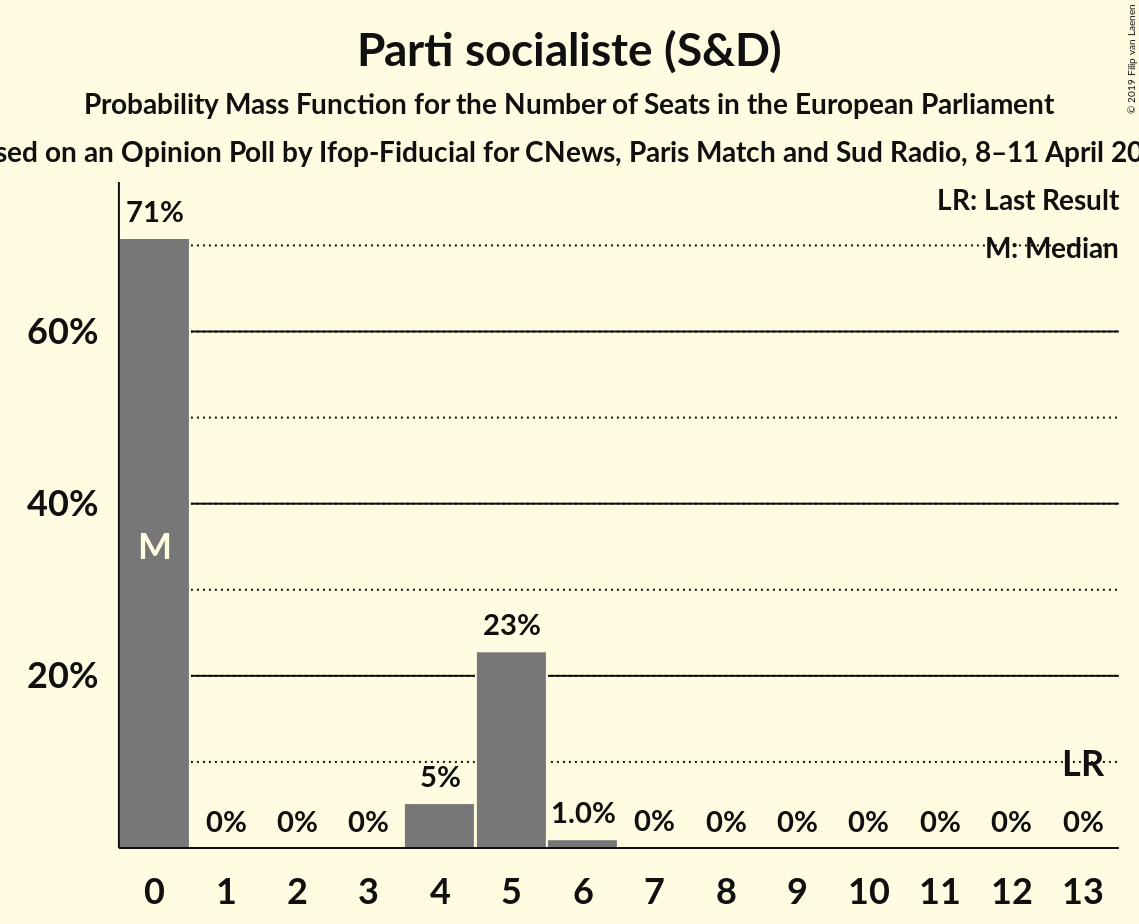 Parti socialiste (S&D)
Probability Mass Function for the Number of Seats in the European Parliament
sed on an Opinion Poll by Ifop-Fiducial for CNews, Paris Match and Sud Radio, 8–11 April 20
© 2019 Filip van Laenen
LR: Last Result
M: Median
71%
60%
40%
M
23%
20%
LR
5%
1.0%
0% 0% 0% 0% 0% 0% 0% 0% 0% 0%
0 1 2 3 4 5 6 7 8 9 10 11 12 13